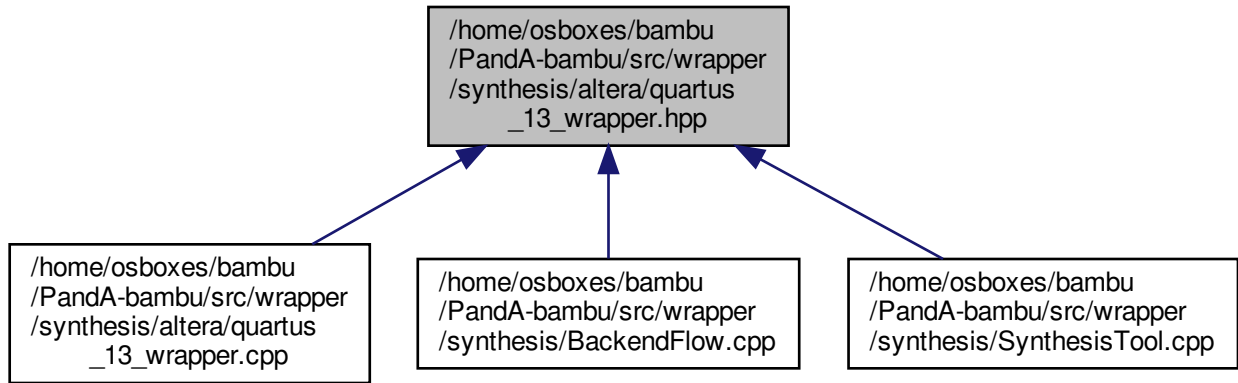 /home/osboxes/bambu
/PandA-bambu/src/wrapper
/synthesis/altera/quartus
_13_wrapper.hpp
/home/osboxes/bambu
/PandA-bambu/src/wrapper
/synthesis/altera/quartus
_13_wrapper.cpp
/home/osboxes/bambu
/PandA-bambu/src/wrapper
/synthesis/BackendFlow.cpp
/home/osboxes/bambu
/PandA-bambu/src/wrapper
/synthesis/SynthesisTool.cpp